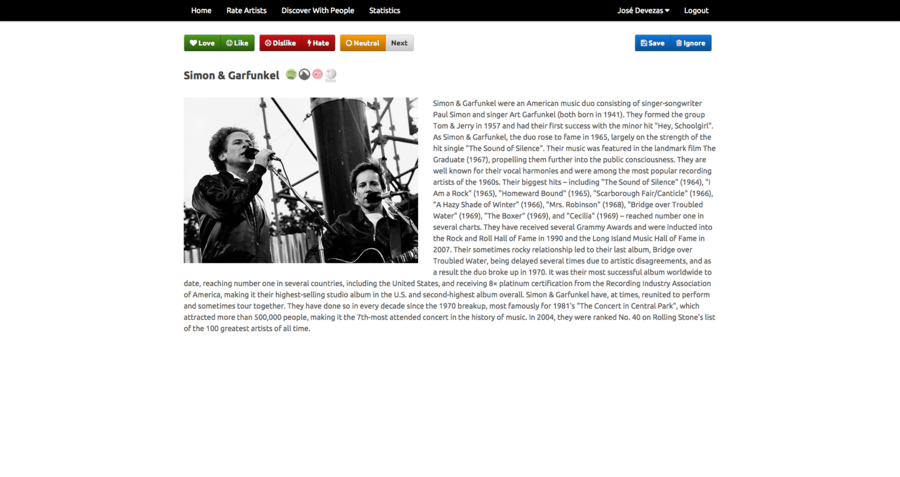 Home Rate Artists Discover With People Statistics José Devezas Logout
Love Like Dislike Hate Neutral Next Save Ignore
Simon & Garfunkel
Simon & Garfunkel were an American music duo consisting of singer-songwriter
Paul Simon and singer Art Garfunkel (both born in 1941). They formed the group
Tom & Jerry in 1957 and had their first success with the minor hit "Hey, Schoolgirl".
As Simon & Garfunkel, the duo rose to fame in 1965, largely on the strength of the
hit single "The Sound of Silence". Their music was featured in the landmark film The
Graduate (1967), propelling them further into the public consciousness. They are
well known for their vocal harmonies and were among the most popular recording
artists of the 1960s. Their biggest hits – including "The Sound of Silence" (1964), "I
Am a Rock" (1965), "Homeward Bound" (1965), "Scarborough Fair/Canticle" (1966),
"A Hazy Shade of Winter" (1966), "Mrs. Robinson" (1968), "Bridge over Troubled
Water" (1969), "The Boxer" (1969), and "Cecilia" (1969) – reached number one in
several charts. They have received several Grammy Awards and were inducted into
the Rock and Roll Hall of Fame in 1990 and the Long Island Music Hall of Fame in
2007. Their sometimes rocky relationship led to their last album, Bridge over
Troubled Water, being delayed several times due to artistic disagreements, and as
a result the duo broke up in 1970. It was their most successful album worldwide to
date, reaching number one in several countries, including the United States, and receiving 8× platinum certification from the Recording Industry Association
of America, making it their highest-selling studio album in the U.S. and second-highest album overall. Simon & Garfunkel have, at times, reunited to perform
and sometimes tour together. They have done so in every decade since the 1970 breakup, most famously for 1981's "The Concert in Central Park", which
attracted more than 500,000 people, making it the 7th-most attended concert in the history of music. In 2004, they were ranked No. 40 on Rolling Stone's list
of the 100 greatest artists of all time.